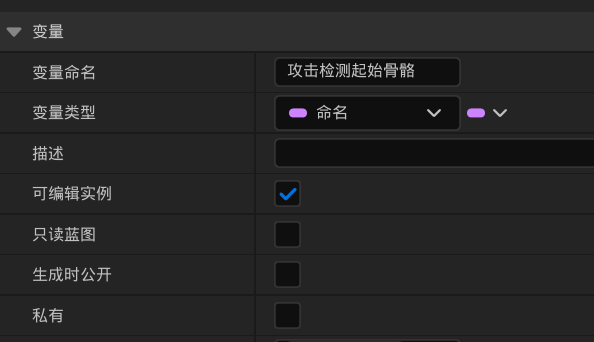 变量
变量命名 攻击检测起始骨骼
变量类型 命名
描述
可编辑实例
只读蓝图
生成时公开
私有